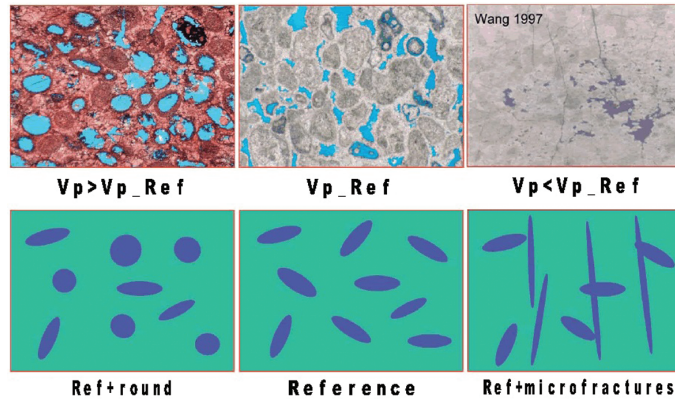 Wang 1997
Vp>Vp_Ref
Vp_Ref
Vp<Vp_Ref
Ref+round
Reference
Ref+microfractures